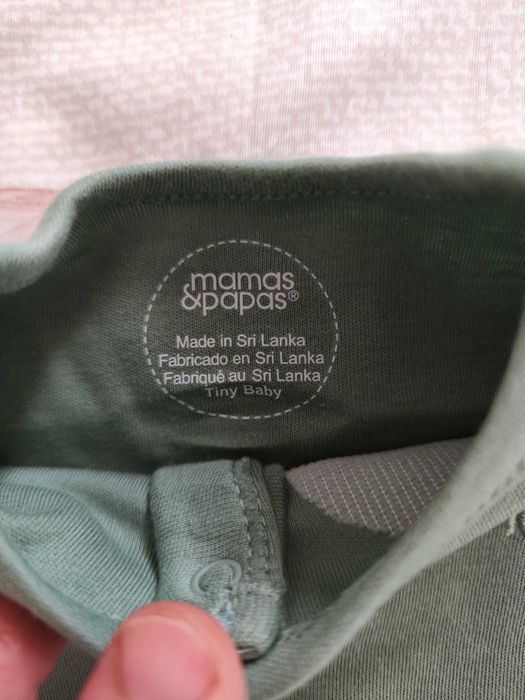 mamas
&papas®
Made in Sri Lanka
Fabricado en Sri Lanka
Fabriqué au Sri Lanka
Tiny Baby